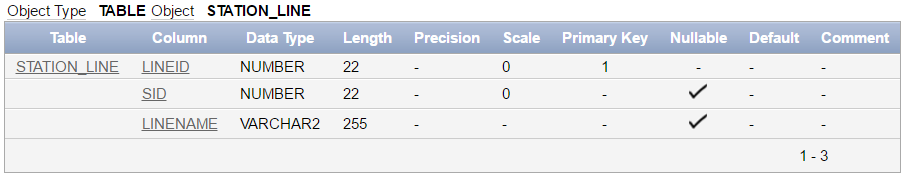 Object Type TABLE Object STATION_LINE
Table Column Data Type Length Precision Scale Primary Key Nullable Default Comment
STATION_LINE LINEID NUMBER 22 - 0 1 - - -
SID NUMBER 22 - 0 - ✓ - -
LINENAME VARCHAR2 255 - - - ✓ - -
1 - 3